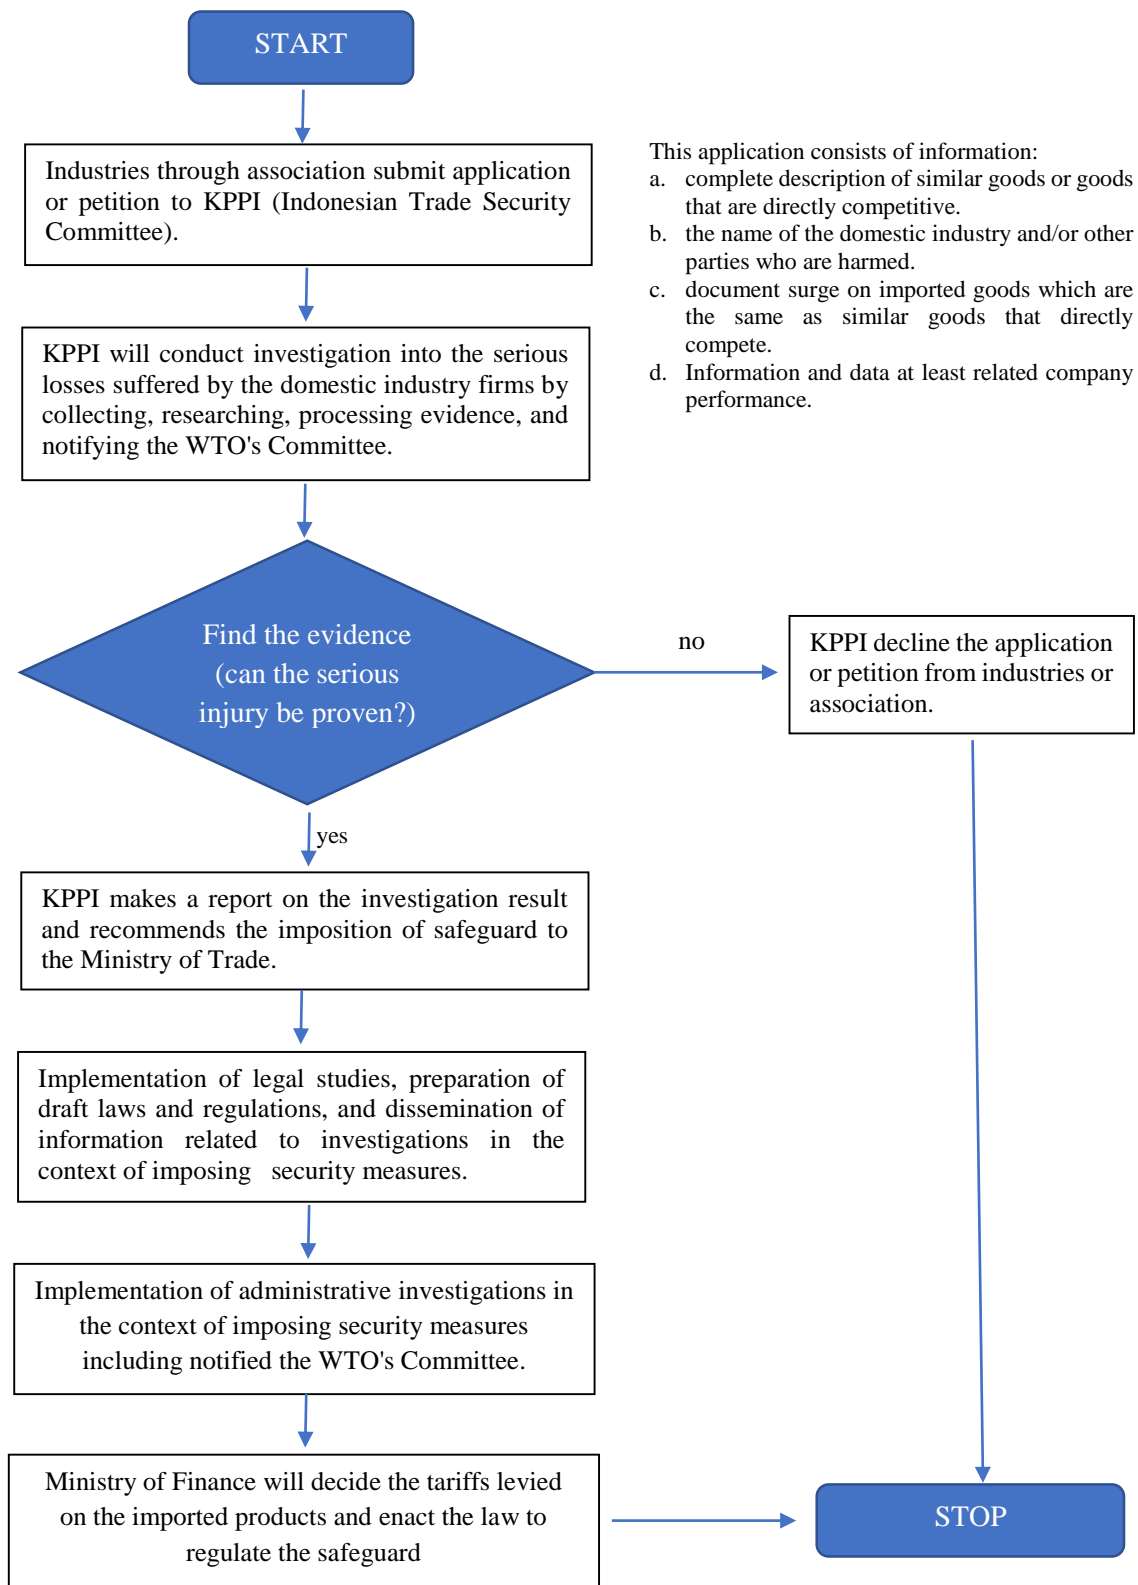 START
Industries through association submit application
or petition to KPPI (Indonesian Trade Security
Committee).
This application consists of information:
a. complete description of similar goods or goods
that are directly competitive.
b. the name of the domestic industry and/or other
parties who are harmed.
c. document surge on imported goods which are
the same as similar goods that directly
compete.
d. Information and data at least related company
performance.
KPPI will conduct investigation into the serious
losses suffered by the domestic industry firms by
collecting, researching, processing evidence, and
notifying the WTO's Committee.
Find the evidence
(can the serious
injury be proven?)
no
KPPI decline the application
or petition from industries or
association.
yes
KPPI makes a report on the investigation result
and recommends the imposition of safeguard to
the Ministry of Trade.
Implementation of legal studies, preparation of
draft laws and regulations, and dissemination of
information related to investigations in the
context of imposing security measures.
Implementation of administrative investigations in
the context of imposing security measures
including notified the WTO's Committee.
Ministry of Finance will decide the tariffs levied
on the imported products and enact the law to
regulate the safeguard
STOP